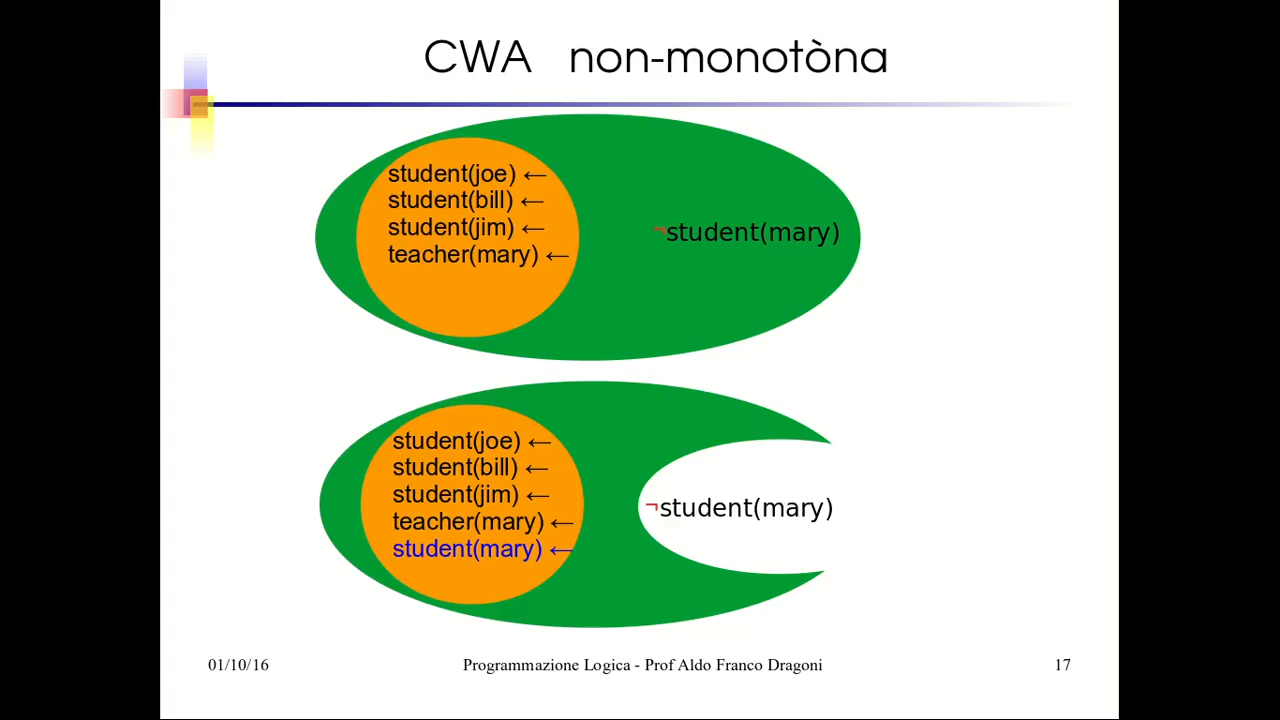 CWA non-monotòna
student(joe) ←
student(bill) ←
student(jim) ←
teacher(mary) ←
¬student(mary)
student(joe) ←
student(bill) ←
student(jim) ←
teacher(mary) ←
student(mary) ←
¬student(mary)
01/10/16
Programmazione Logica - Prof Aldo Franco Dragoni
17